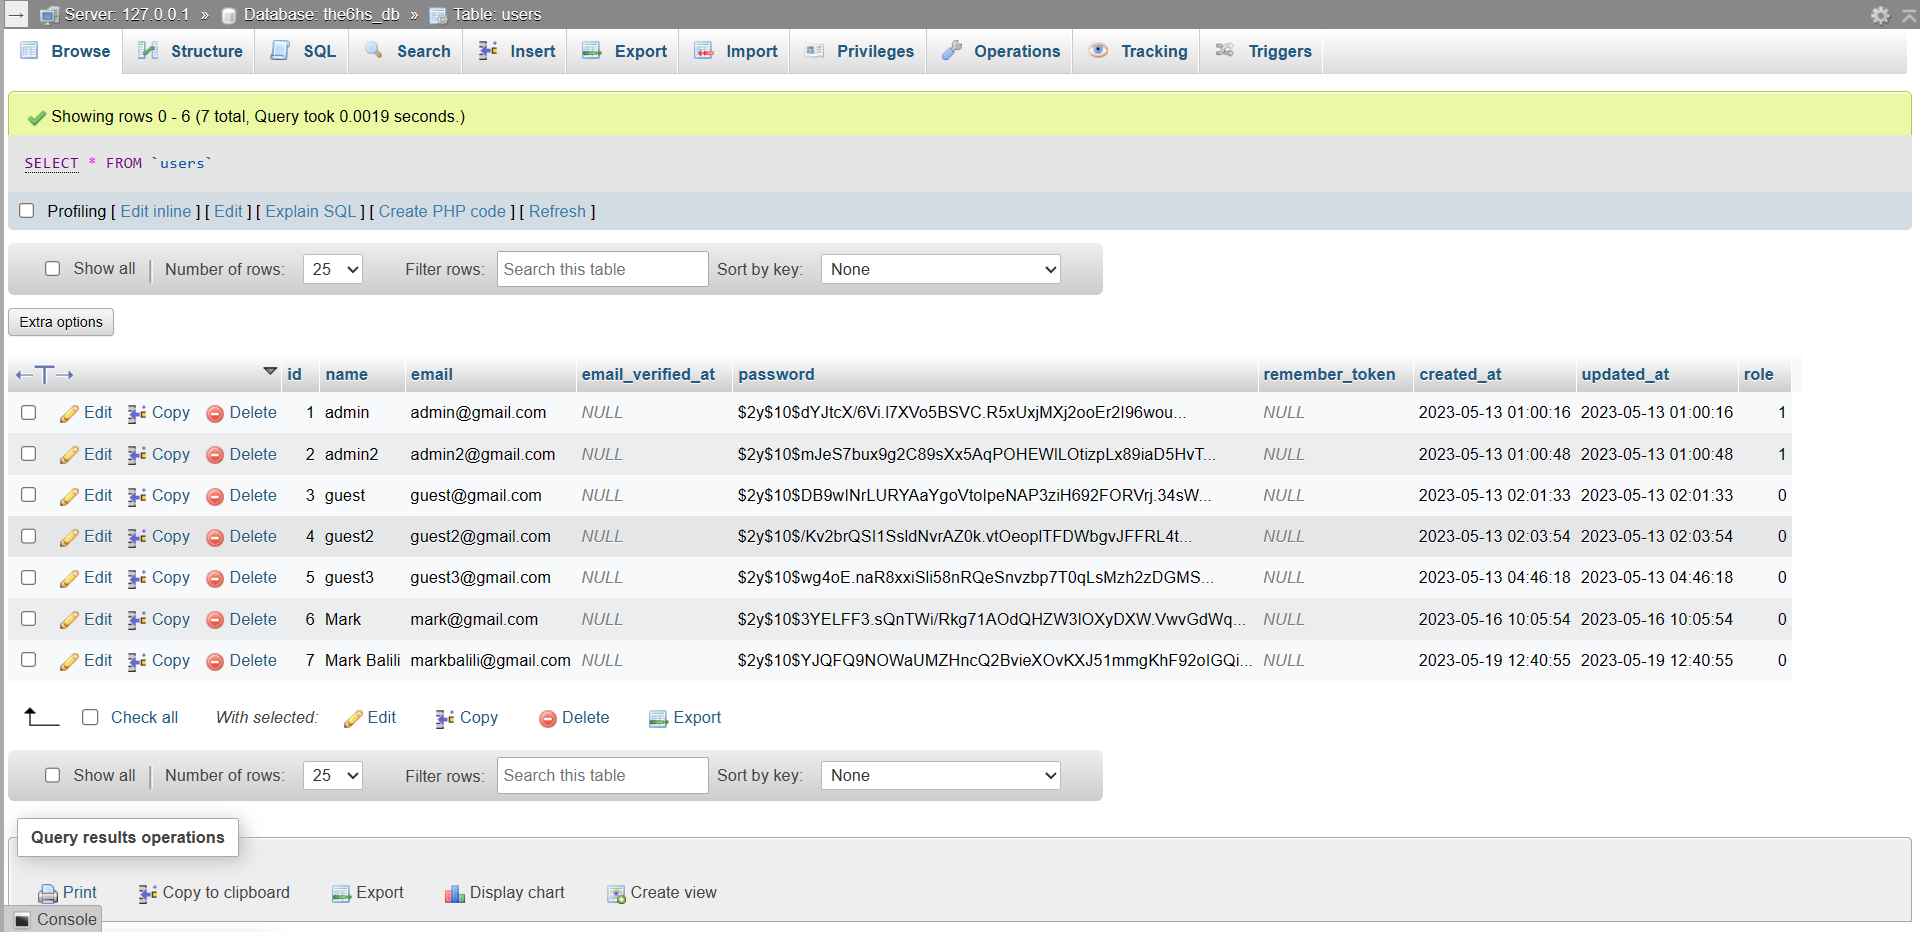 Server: 127.0.0.1 » Database: the6hs_db » Table: users
Browse Structure SQL Search Insert Export Import Privileges Operations Tracking Triggers
Showing rows 0 - 6 (7 total, Query took 0.0019 seconds.)
SELECT * FROM `users`
Profiling [ Edit inline ] [ Edit ] [ Explain SQL ] [ Create PHP code ] [ Refresh ]
Show all Number of rows: 25 Filter rows: Search this table Sort by key: None
Extra options
id name email email_verified_at password remember_token created_at updated_at role
Edit Copy Delete 1 admin admin@gmail.com NULL $2y$10$dYJtcX/6Vi.l7XVo5BSVC.R5xUxjMXj2ooEr2I96wou... NULL 2023-05-13 01:00:16 2023-05-13 01:00:16 1
Edit Copy Delete 2 admin2 admin2@gmail.com NULL $2y$10$mJeS7bux9g2C89sXx5AqPOHEWlLOtizpLx89iaD5HvT... NULL 2023-05-13 01:00:48 2023-05-13 01:00:48 1
Edit Copy Delete 3 guest guest@gmail.com NULL $2y$10$DB9wlNrLURYAaYgoVtolpeNAP3ziH692FORVrj.34sW... NULL 2023-05-13 02:01:33 2023-05-13 02:01:33 0
Edit Copy Delete 4 guest2 guest2@gmail.com NULL $2y$10$/Kv2brQSI1SsldNvrAZ0k.vtOeoplTFDWbgvJFFRL4t... NULL 2023-05-13 02:03:54 2023-05-13 02:03:54 0
Edit Copy Delete 5 guest3 guest3@gmail.com NULL $2y$10$wg4oE.naR8xxiSli58nRQeSnvzbp7T0qLsMzh2zDGMS... NULL 2023-05-13 04:46:18 2023-05-13 04:46:18 0
Edit Copy Delete 6 Mark mark@gmail.com NULL $2y$10$3YELFF3.sQnTWi/Rkg71AOdQHZW3lOXyDXW.VwvGdWq... NULL 2023-05-16 10:05:54 2023-05-16 10:05:54 0
Edit Copy Delete 7 Mark Balili markbalili@gmail.com NULL $2y$10$YJQFQ9NOWaUMZHncQ2BvieXOvKXJ51mmgKhF92oIGQi... NULL 2023-05-19 12:40:55 2023-05-19 12:40:55 0
Check all With selected: Edit Copy Delete Export
Show all Number of rows: 25 Filter rows: Search this table Sort by key: None
Query results operations
Print Copy to clipboard Export Display chart Create view
Console